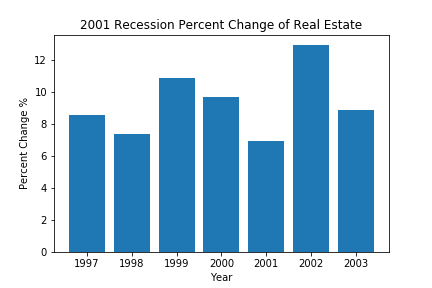 2001 Recession Percent Change of Real Estate
Percent Change %
12
10
8
6
4
2
0
1997 1998 1999 2000 2001 2002 2003
Year